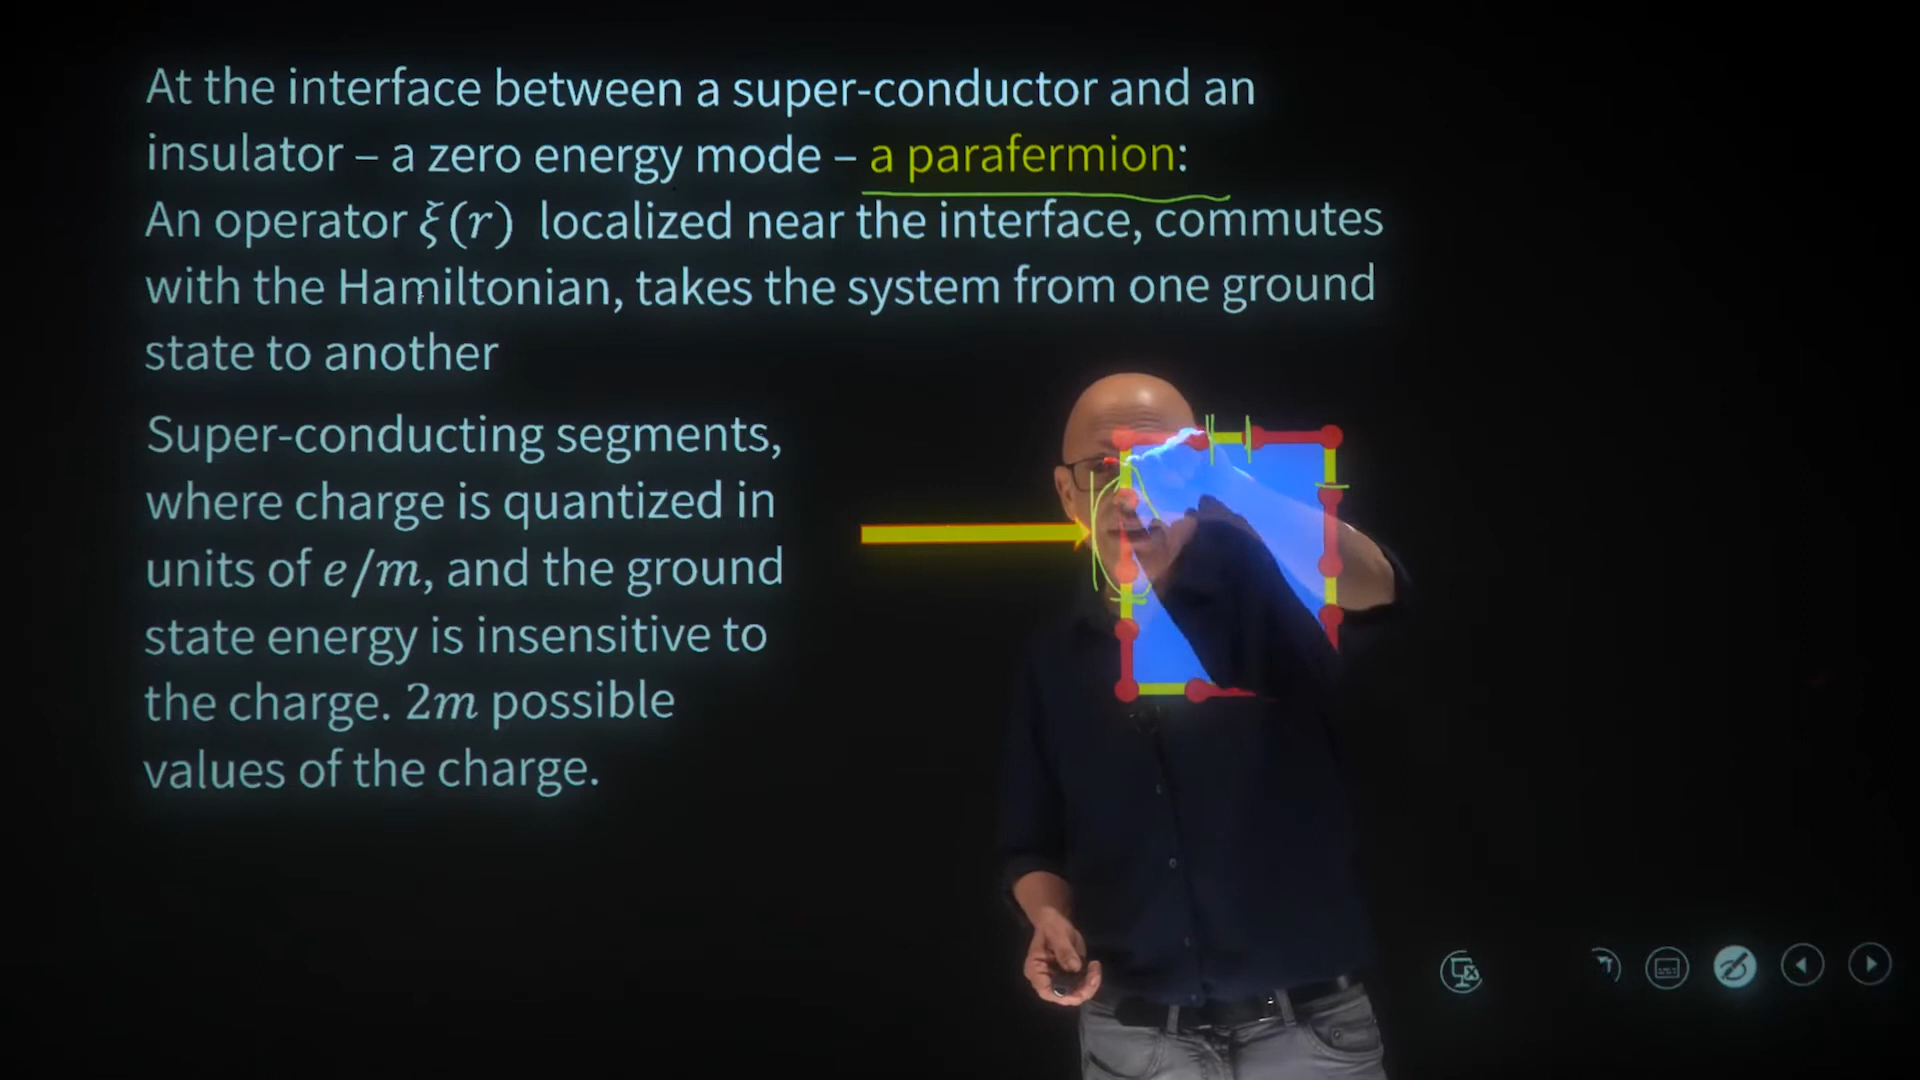 At the interface between a super-conductor and an
insulator – a zero energy mode – a parafermion:
An operator ξ(r) localized near the interface, commutes
with the Hamiltonian, takes the system from one ground
state to another
Super-conducting segments,
where charge is quantized in
units of e/m, and the ground
state energy is insensitive to
the charge. 2m possible
values of the charge.